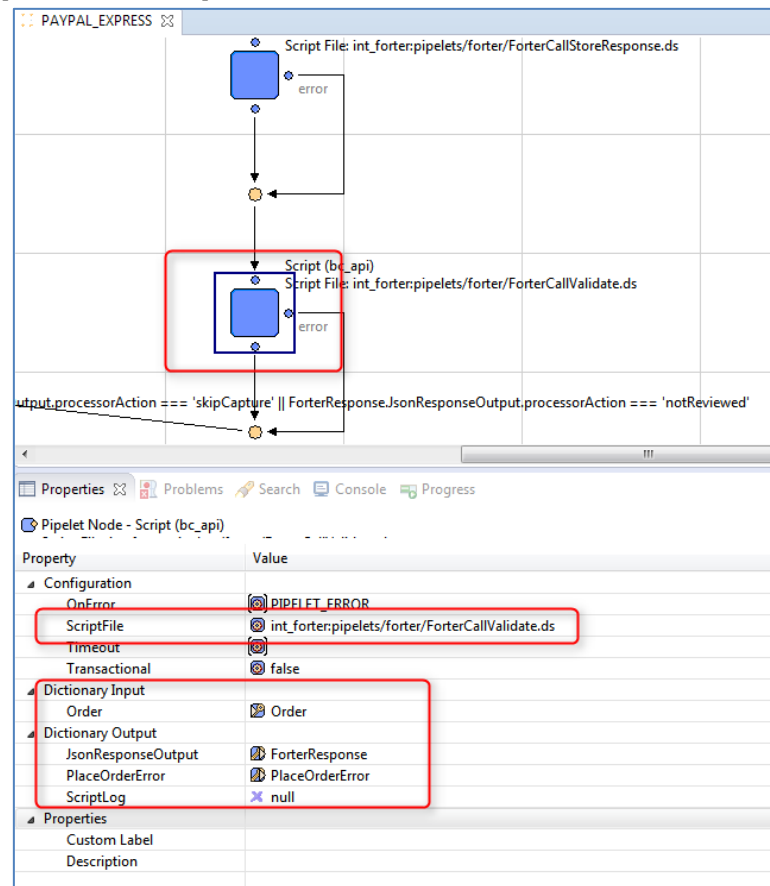 PAYPAL_EXPRESS
Script File: int_forter:pipelets/forter/ForterCallStoreResponse.ds
error
Script (bc_api)
Script File: int_forter:pipelets/forter/ForterCallValidate.ds
error
utput.processorAction === 'skipCapture' || ForterResponse.JsonResponseOutput.processorAction === 'notReviewed'
Properties Problems Search Console Progress
Pipelet Node - Script (bc_api)
Property Value
Configuration
OnError PIPELET_ERROR
ScriptFile int_forter:pipelets/forter/ForterCallValidate.ds
Timeout
Transactional false
Dictionary Input
Order Order
Dictionary Output
JsonResponseOutput ForterResponse
PlaceOrderError PlaceOrderError
ScriptLog null
Properties
Custom Label
Description